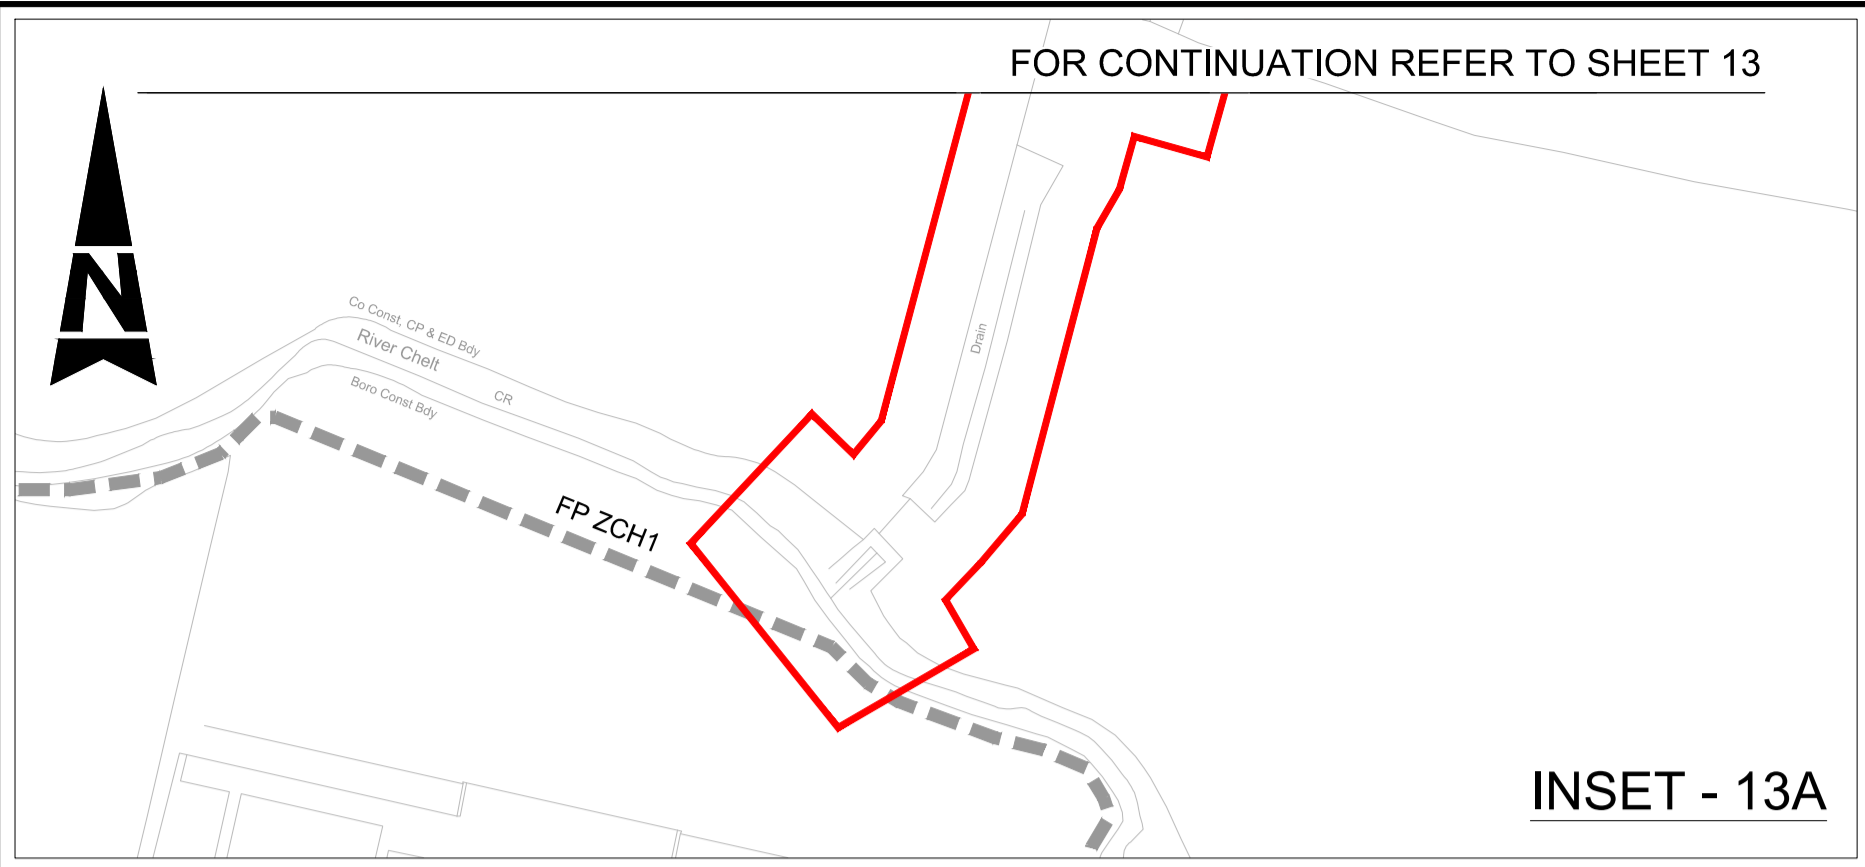 FOR CONTINUATION REFER TO SHEET 13
N
Co Const, CP & ED Bdy
River Chelt
CR
Boro Const Bdy
Drain
FP ZCH1
INSET - 13A